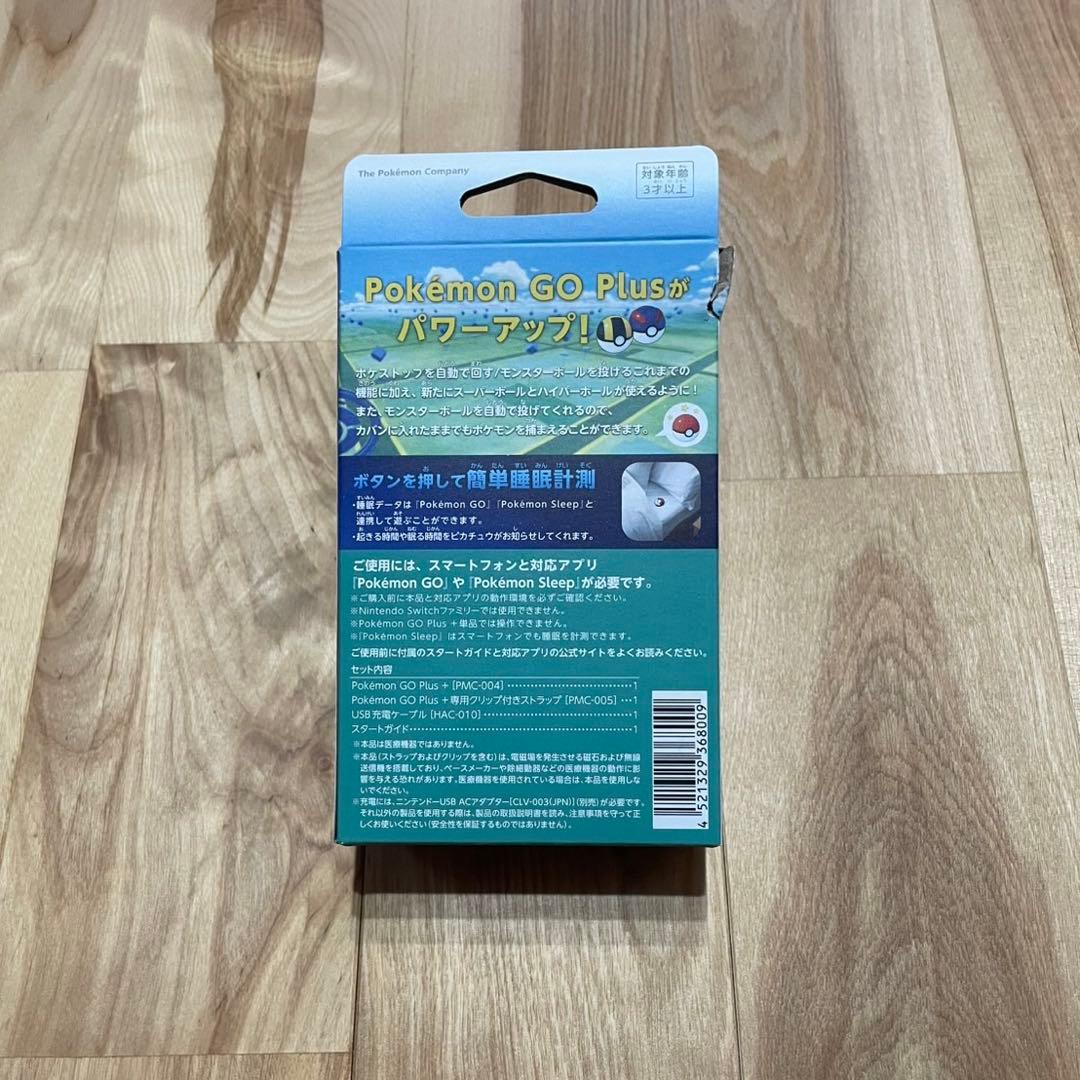 The Pokémon Company
対象年齢
3才以上
Pokémon GO Plusが
パワーアップ!
ポケストップを自動で回す/モンスターボールを投げるこれまでの
機能に加え、新たにスーパーボールとハイパーボールが使えるように!
また、モンスターボールを自動で投げてくれるので、
カバンに入れたままでもポケモンを捕まえることができます。
ボタンを押して簡単睡眠計測
・睡眠データは『Pokémon GO』『Pokémon Sleep』と
連携して遊ぶことができます。
・起きる時間や眠る時間をピカチュウがお知らせしてくれます。
ご使用には、スマートフォンと対応アプリ
『Pokémon GO』や『Pokémon Sleep』が必要です。
※ご購入前に本品と対応アプリの動作環境を必ずご確認ください。
※Nintendo Switchファミリーでは使用できません。
※Pokémon GO Plus +単品では操作できません。
※『Pokémon Sleep』はスマートフォンでも睡眠を計測できます。
ご使用前に付属のスタートガイドと対応アプリの公式サイトをよくお読みください。
セット内容
Pokémon GO Plus + [PMC-004]……………………………1
Pokémon GO Plus +専用クリップ付きストラップ [PMC-005]…1
USB充電ケーブル [HAC-010]…………………………………1
スタートガイド……………………………………………………1
※本品は医療機器ではありません。
※本品(ストラップおよびクリップを含む)は、電磁場を発生させる磁石および無線
送信機を搭載しており、ペースメーカーや除細動器などの医療機器の動作に影
響を与える恐れがあります。医療機器を使用されている場合は、本品を使用しな
いでください。
※充電には、ニンテンドーUSB ACアダプター[CLV-003(JPN)](別売)が必要です。
それ以外の製品を使用する際は、製品の取扱説明書を読み、注意事項を守って正
しくお使いください(安全性を保証するものではありません)。
4 521329 368009